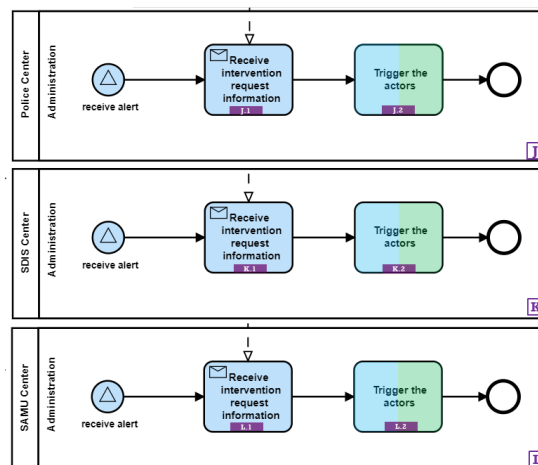 Police Center
Administration
receive alert
Receive
intervention
request
information
J.1
Trigger the
actors
J.2
J
SDIS Center
Administration
receive alert
Receive
intervention
request
information
K.1
Trigger the
actors
K.2
K
SAMU Center
Administration
receive alert
Receive
intervention
request
information
L.1
Trigger the
actors
L.2